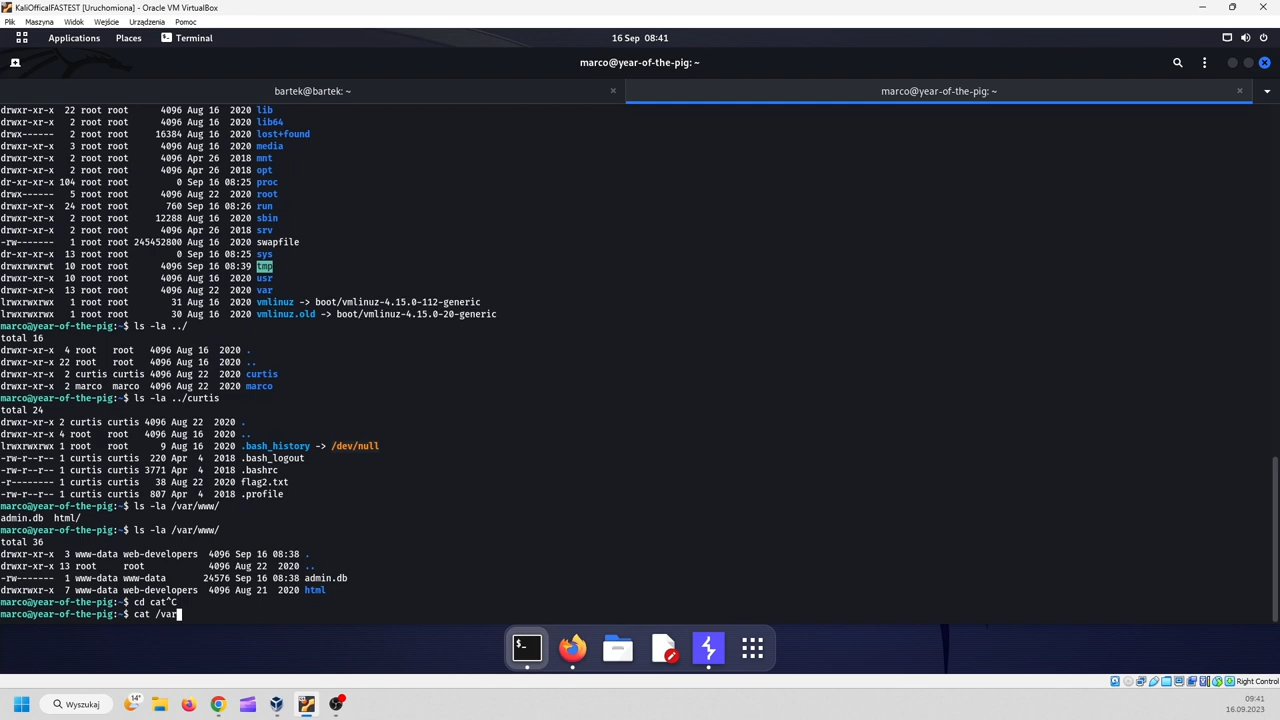 KaliOfficalFASTEST [Uruchomiona] - Oracle VM VirtualBox
Plik Maszyna Widok Wejście Urządzenia Pomoc
Applications Places Terminal 16 Sep 08:41
marco@year-of-the-pig: ~
bartek@bartek: ~ marco@year-of-the-pig: ~
drwxr-xr-x 22 root root 4096 Aug 16 2020 lib
drwxr-xr-x 2 root root 4096 Aug 16 2020 lib64
drwx------ 2 root root 16384 Aug 16 2020 lost+found
drwxr-xr-x 3 root root 4096 Aug 16 2020 media
drwxr-xr-x 2 root root 4096 Apr 26 2018 mnt
drwxr-xr-x 2 root root 4096 Apr 26 2018 opt
dr-xr-xr-x 104 root root 0 Sep 16 08:25 proc
drwx------ 5 root root 4096 Aug 22 2020 root
drwxr-xr-x 24 root root 760 Sep 16 08:26 run
drwxr-xr-x 2 root root 12288 Aug 16 2020 sbin
drwxr-xr-x 2 root root 4096 Apr 26 2018 srv
-rw------- 1 root root 245452800 Aug 16 2020 swapfile
dr-xr-xr-x 13 root root 0 Sep 16 08:25 sys
drwxrwxrwt 10 root root 4096 Sep 16 08:39 tmp
drwxr-xr-x 10 root root 4096 Aug 16 2020 usr
drwxr-xr-x 13 root root 4096 Aug 22 2020 var
lrwxrwxrwx 1 root root 31 Aug 16 2020 vmlinuz -> boot/vmlinuz-4.15.0-112-generic
lrwxrwxrwx 1 root root 30 Aug 16 2020 vmlinuz.old -> boot/vmlinuz-4.15.0-20-generic
marco@year-of-the-pig:~$ ls -la ../
total 16
drwxr-xr-x 4 root root 4096 Aug 16 2020 .
drwxr-xr-x 22 root root 4096 Aug 16 2020 ..
drwxr-xr-x 2 curtis curtis 4096 Aug 22 2020 curtis
drwxr-xr-x 2 marco marco 4096 Aug 22 2020 marco
marco@year-of-the-pig:~$ ls -la ../curtis
total 24
drwxr-xr-x 2 curtis curtis 4096 Aug 22 2020 .
drwxr-xr-x 4 root root 4096 Aug 16 2020 ..
lrwxrwxrwx 1 root root 9 Aug 16 2020 .bash_history -> /dev/null
-rw-r--r-- 1 curtis curtis 220 Apr 4 2018 .bash_logout
-rw-r--r-- 1 curtis curtis 3771 Apr 4 2018 .bashrc
-r-------- 1 curtis curtis 38 Aug 22 2020 flag2.txt
-rw-r--r-- 1 curtis curtis 807 Apr 4 2018 .profile
marco@year-of-the-pig:~$ ls -la /var/www/
admin.db html/
marco@year-of-the-pig:~$ ls -la /var/www/
total 36
drwxr-xr-x 3 www-data web-developers 4096 Sep 16 08:38 .
drwxr-xr-x 13 root root 4096 Aug 22 2020 ..
-rw------- 1 www-data www-data 24576 Sep 16 08:38 admin.db
drwxrwxr-x 7 www-data web-developers 4096 Aug 21 2020 html
marco@year-of-the-pig:~$ cd cat^C
marco@year-of-the-pig:~$ cat /var
Right Control
Wyszukaj
14°
09:41
16.09.2023